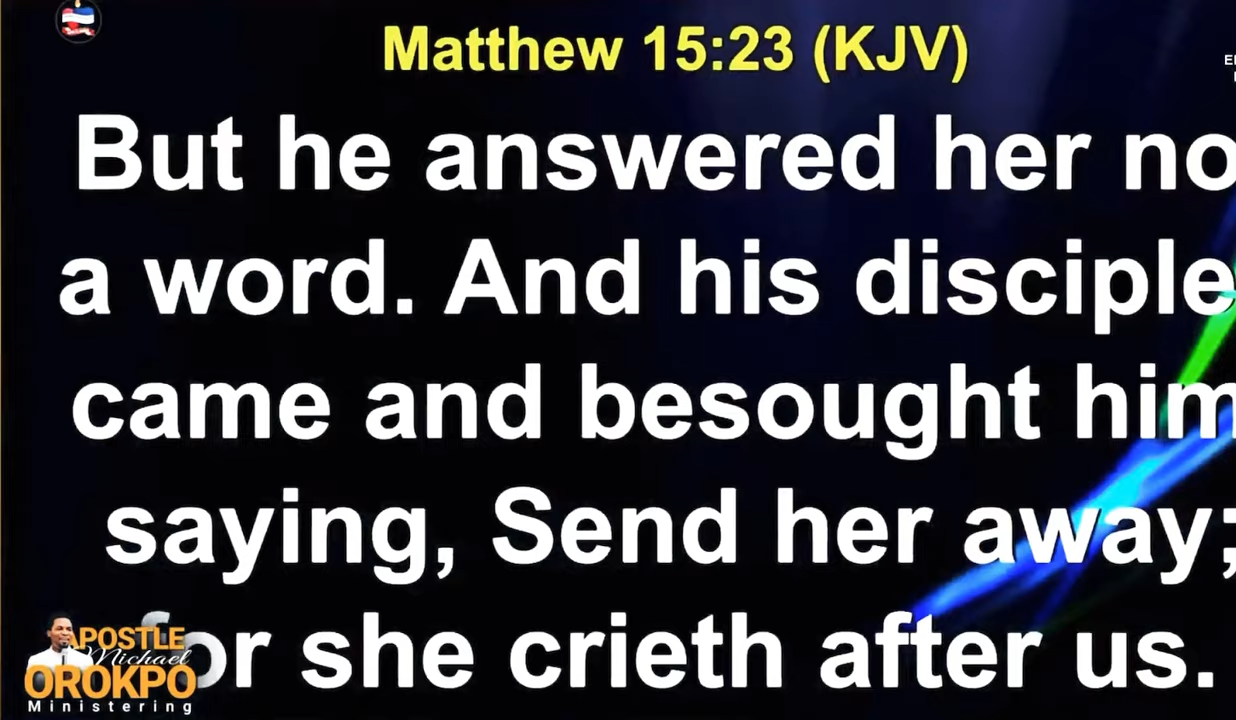 Matthew 15:23 (KJV)
But he answered her no
a word. And his disciple
came and besought him
saying, Send her away;
for she crieth after us.
APOSTLE
Michael
OROKPO
Ministering